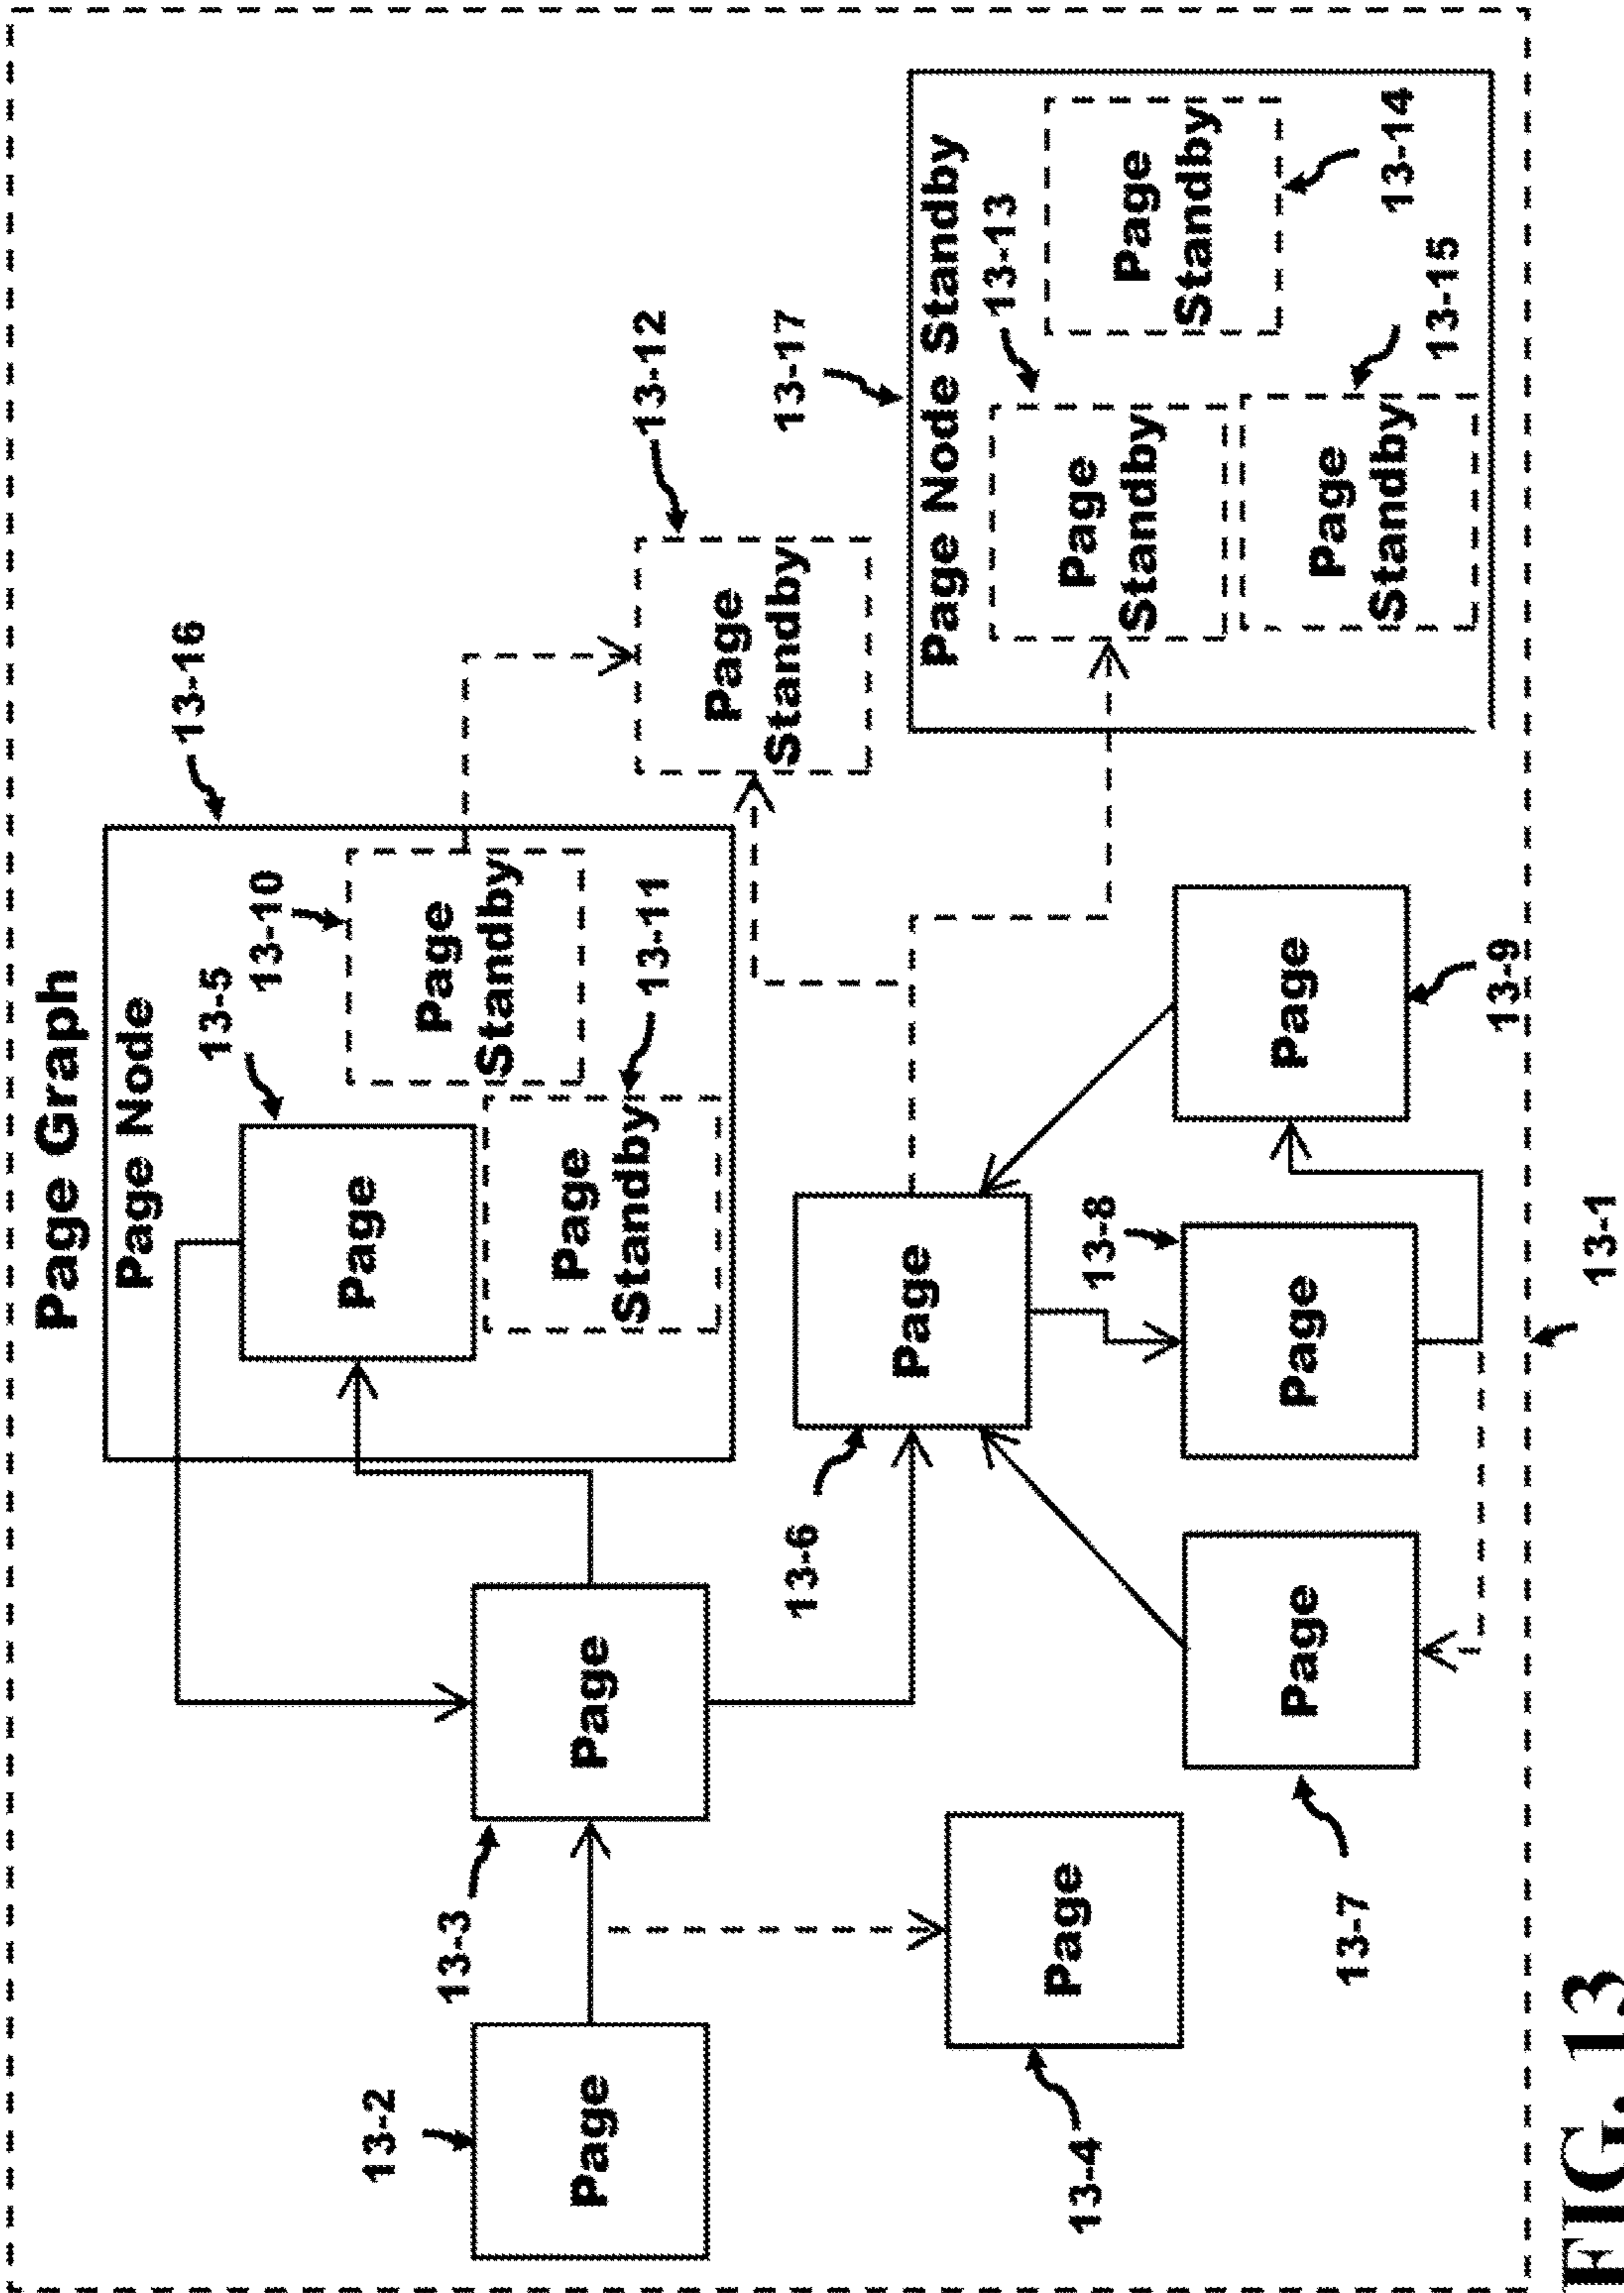 Page Graph
Page Node
13-16
13-5
13-10
Page
Page
Standby
Page
Standby
13-11
13-12
Page
Standby
13-2
Page
13-3
Page
13-6
Page
13-17
Page Node Standby
13-13
Page
Standby
Page
Standby
13-14
Page
Standby
13-15
13-4
Page
13-7
Page
13-8
Page
Page
13-9
13-1
FIG. 13